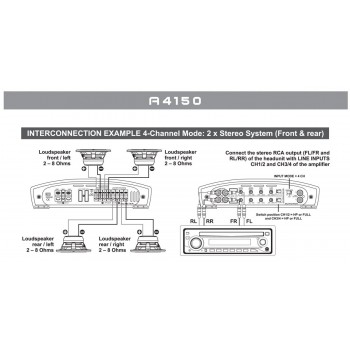 A4150
INTERCONNECTION EXAMPLE 4-Channel Mode: 2 x Stereo System (Front & rear)
Loudspeaker
front / left
2 – 8 Ohms
Loudspeaker
front / right
2 – 8 Ohms
Connect the stereo RCA output (FL/FR and
RL/RR) of the headunit with LINE INPUTS
CH1/2 and CH3/4 of the amplifier
INPUT MODE = 4 CH
Switch position CH1/2 = HP or FULL
and CH3/4 = HP or FULL
Loudspeaker
rear / left
2 – 8 Ohms
Loudspeaker
rear / right
2 – 8 Ohms
RL RR FR FL